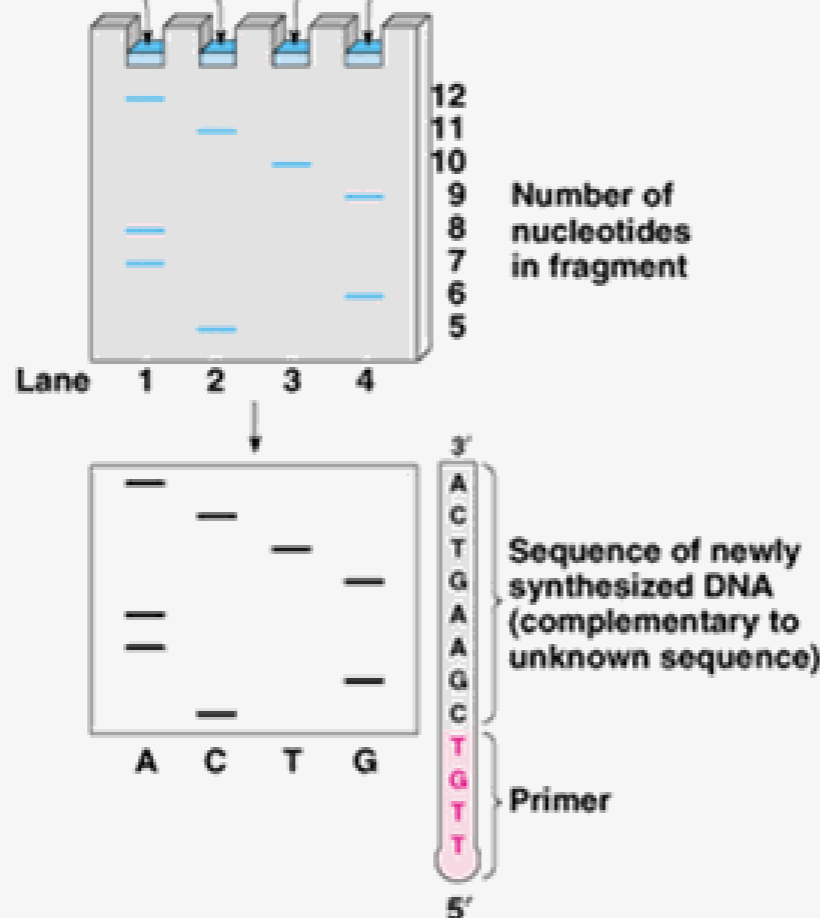 12
11
10
9
8
7
6
5
Number of
nucleotides
in fragment
Lane 1 2 3 4
3′
A
C
T
G
A
A
G
C
Sequence of newly
synthesized DNA
(complementary to
unknown sequence)
A C T G
T
G
T
T
Primer
5′